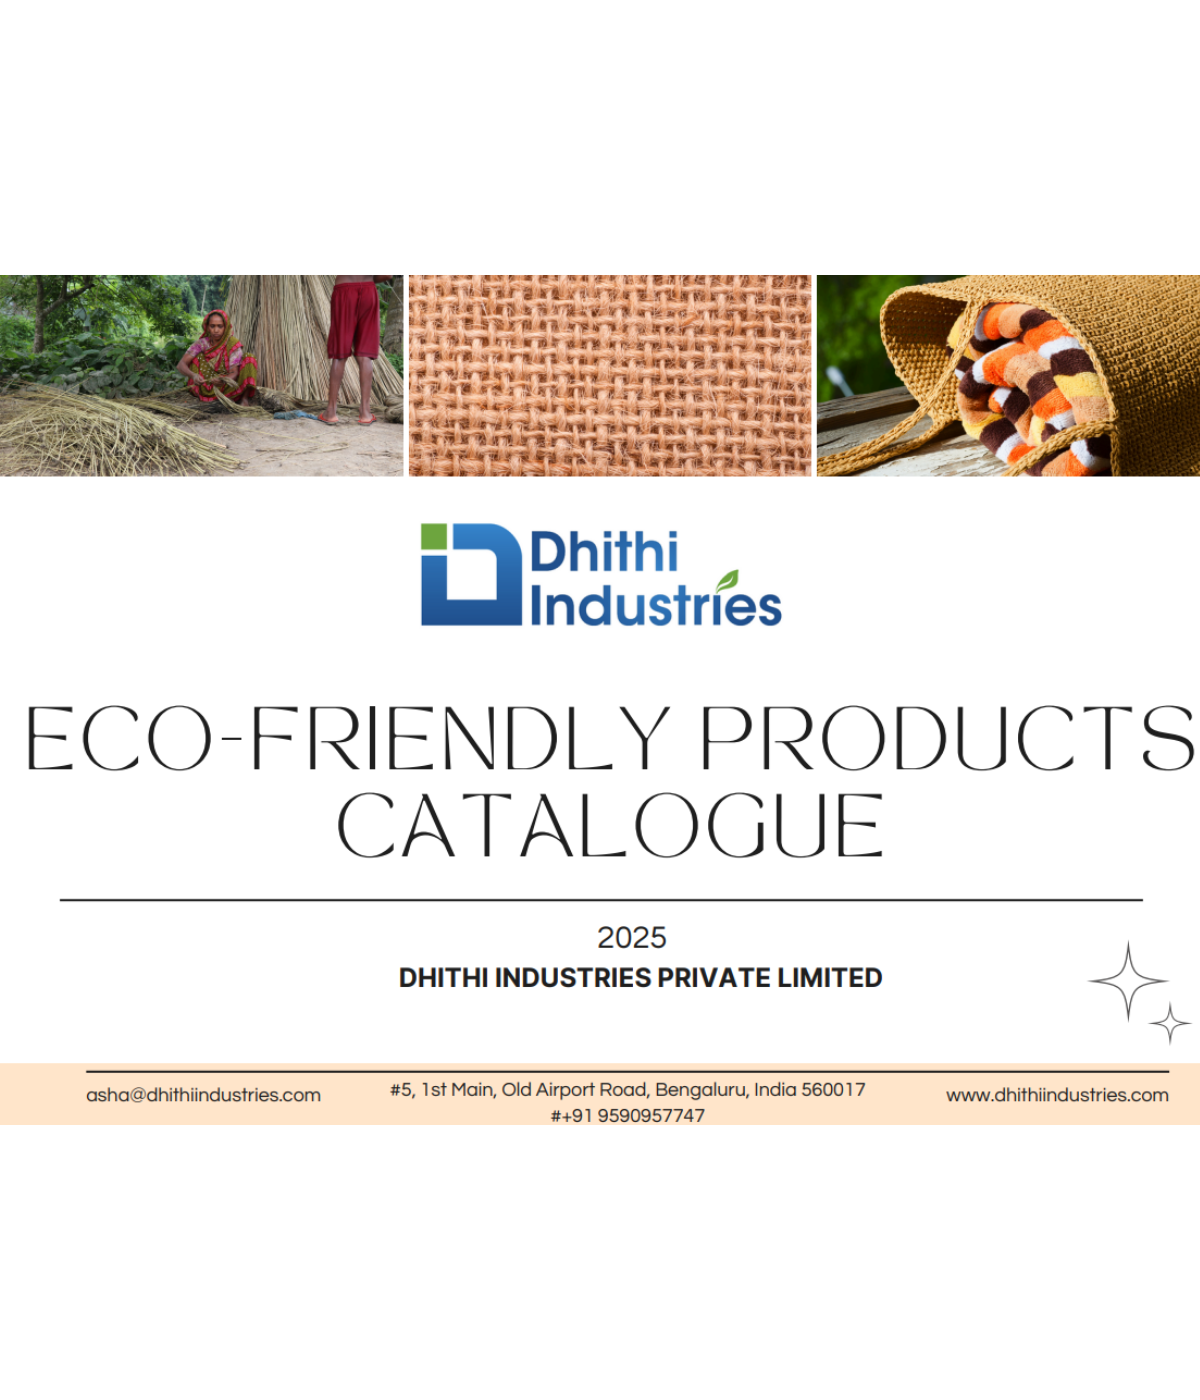 Dhithi
Industries
ECO-FRIENDLY PRODUCTS
CATALOGUE
2025
DHITHI INDUSTRIES PRIVATE LIMITED
asha@dhithiindustries.com
#5, 1st Main, Old Airport Road, Bengaluru, India 560017
#+91 9590957747
www.dhithiindustries.com